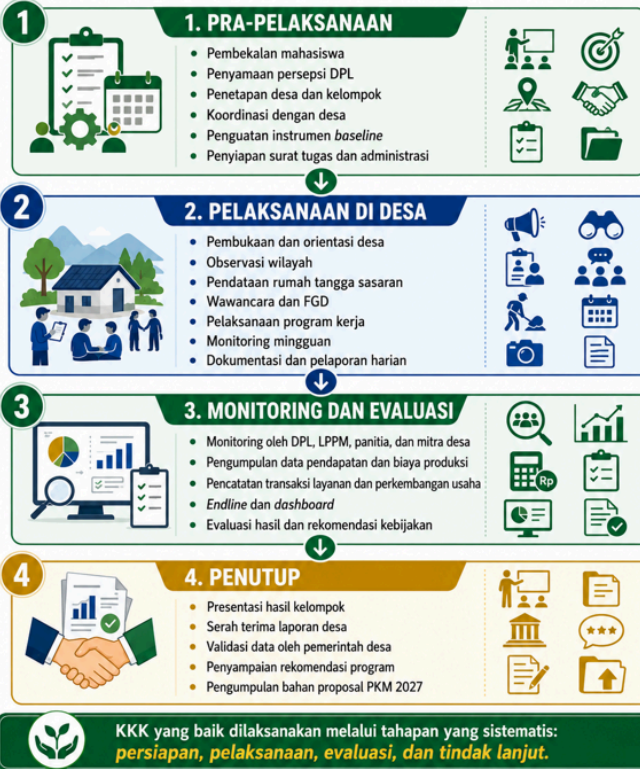 1
1. PRA-PELAKSANAAN
• Pembekalan mahasiswa
• Penyamaan persepsi DPL
• Penetapan desa dan kelompok
• Koordinasi dengan desa
• Penguatan instrumen baseline
• Penyiapan surat tugas dan administrasi
2
2. PELAKSANAAN DI DESA
• Pembukaan dan orientasi desa
• Observasi wilayah
• Pendataan rumah tangga sasaran
• Wawancara dan FGD
• Pelaksanaan program kerja
• Monitoring mingguan
• Dokumentasi dan pelaporan harian
3
3. MONITORING DAN EVALUASI
• Monitoring oleh DPL, LPPM, panitia, dan mitra desa
• Pengumpulan data pendapatan dan biaya produksi
• Pencatatan transaksi layanan dan perkembangan usaha
• Endline dan dashboard
• Evaluasi hasil dan rekomendasi kebijakan
Rp
4
4. PENUTUP
• Presentasi hasil kelompok
• Serah terima laporan desa
• Validasi data oleh pemerintah desa
• Penyampaian rekomendasi program
• Pengumpulan bahan proposal PKM 2027
KKK yang baik dilaksanakan melalui tahapan yang sistematis:
persiapan, pelaksanaan, evaluasi, dan tindak lanjut.